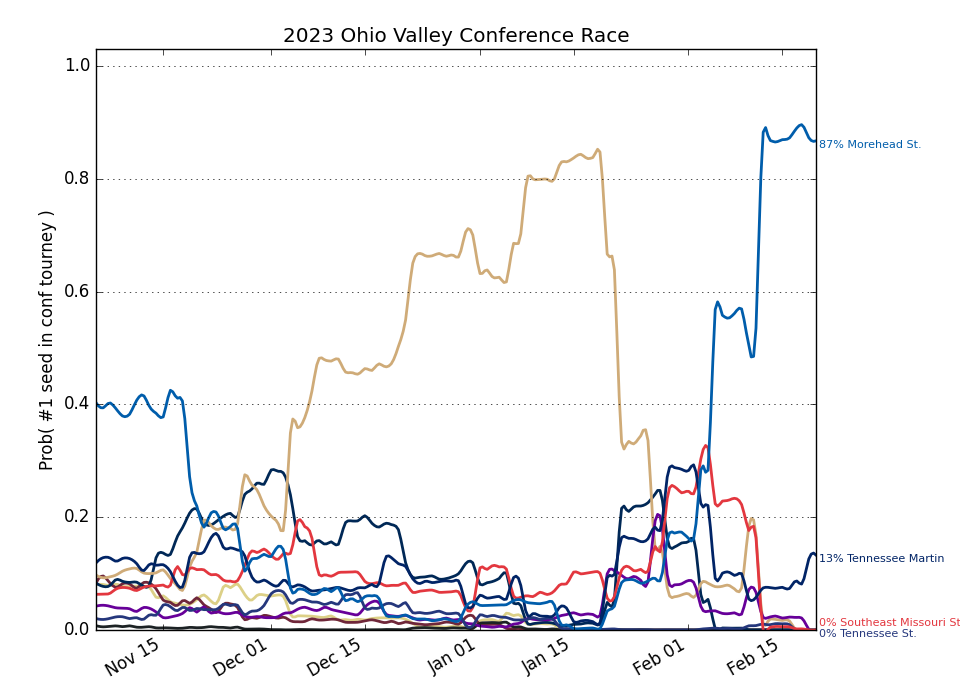 2023 Ohio Valley Conference Race
Prob( #1 seed in conf tourney )
1.0
0.8
0.6
0.4
0.2
0.0
Nov 15
Dec 01
Dec 15
Jan 01
Jan 15
Feb 01
Feb 15
87% Morehead St.
13% Tennessee Martin
0% Southeast Missouri St
0% Tennessee St.